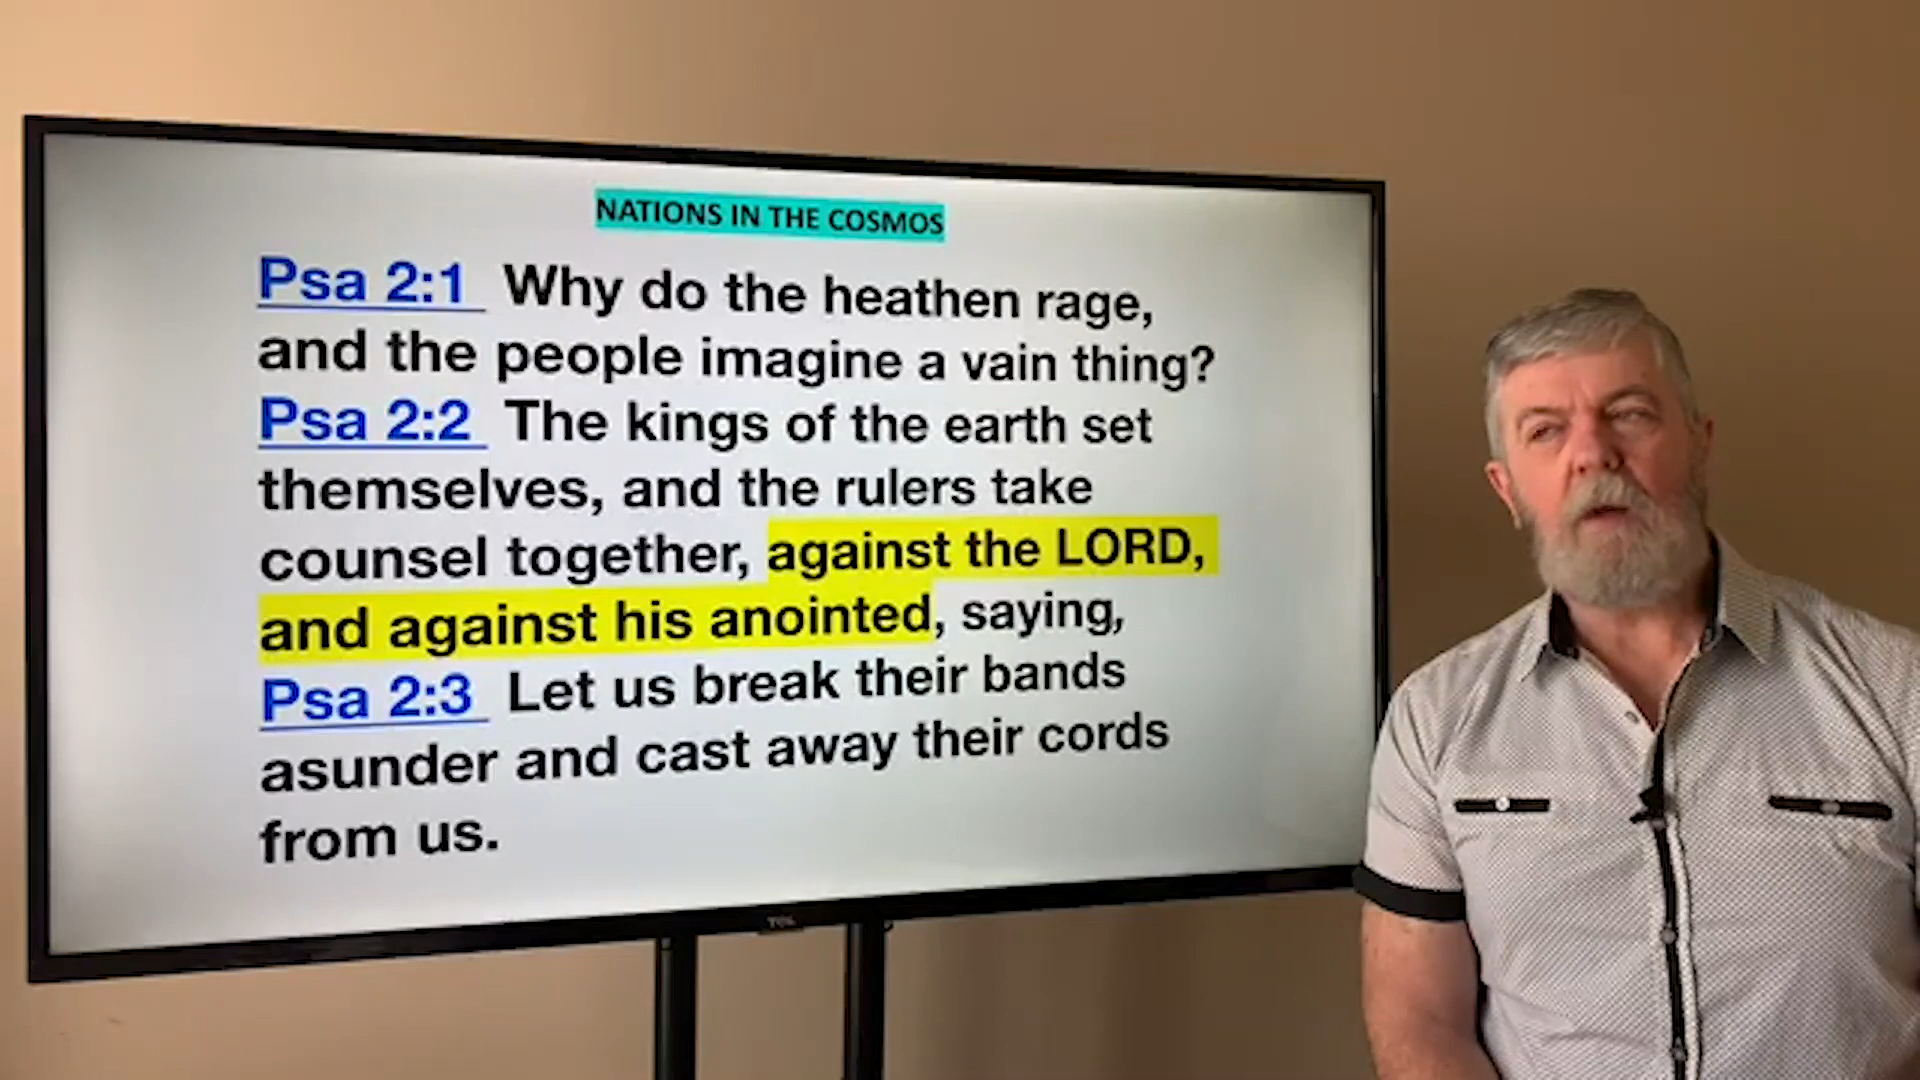 NATIONS IN THE COSMOS
Psa 2:1 Why do the heathen rage,
and the people imagine a vain thing?
Psa 2:2 The kings of the earth set
themselves, and the rulers take
counsel together, against the LORD,
and against his anointed, saying,
Psa 2:3 Let us break their bands
asunder and cast away their cords
from us.
TCL